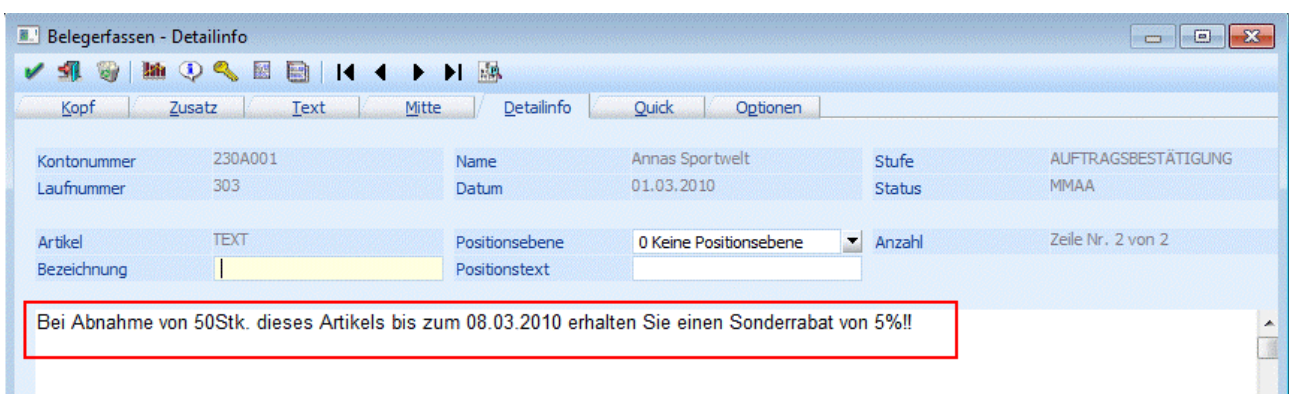 Belegerfassen - Detailinfo
Kopf Zusatz Text Mitte Detailinfo Quick Optionen
Kontonummer 230A001 Name Annas Sportwelt Stufe AUFTRAGSBESTÄTIGUNG
Laufnummer 303 Datum 01.03.2010 Status MMAA
Artikel TEXT Positionsebene 0 Keine Positionsebene Anzahl Zeile Nr. 2 von 2
Bezeichnung Positionstext
Bei Abnahme von 50Stk. dieses Artikels bis zum 08.03.2010 erhalten Sie einen Sonderrabat von 5%!!